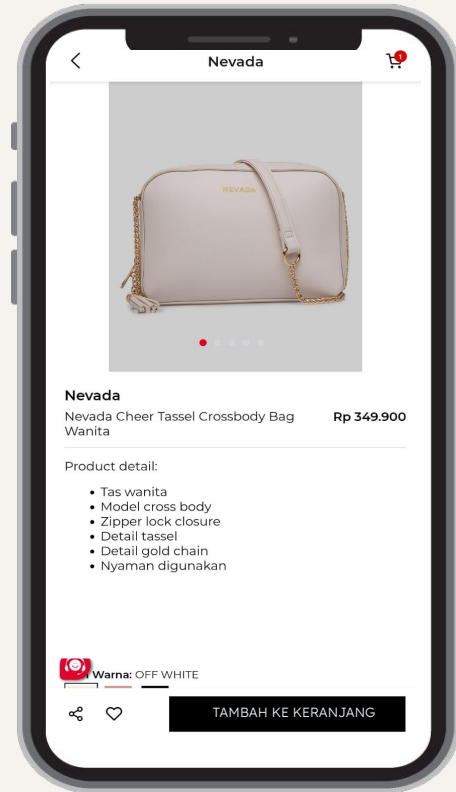 Nevada
1
NEVADA
Nevada
Nevada Cheer Tassel Crossbody Bag
Wanita
Rp 349.900
Product detail:
Tas wanita
Model cross body
Zipper lock closure
Detail tassel
Detail gold chain
Nyaman digunakan
Warna: OFF WHITE
TAMBAH KE KERANJANG